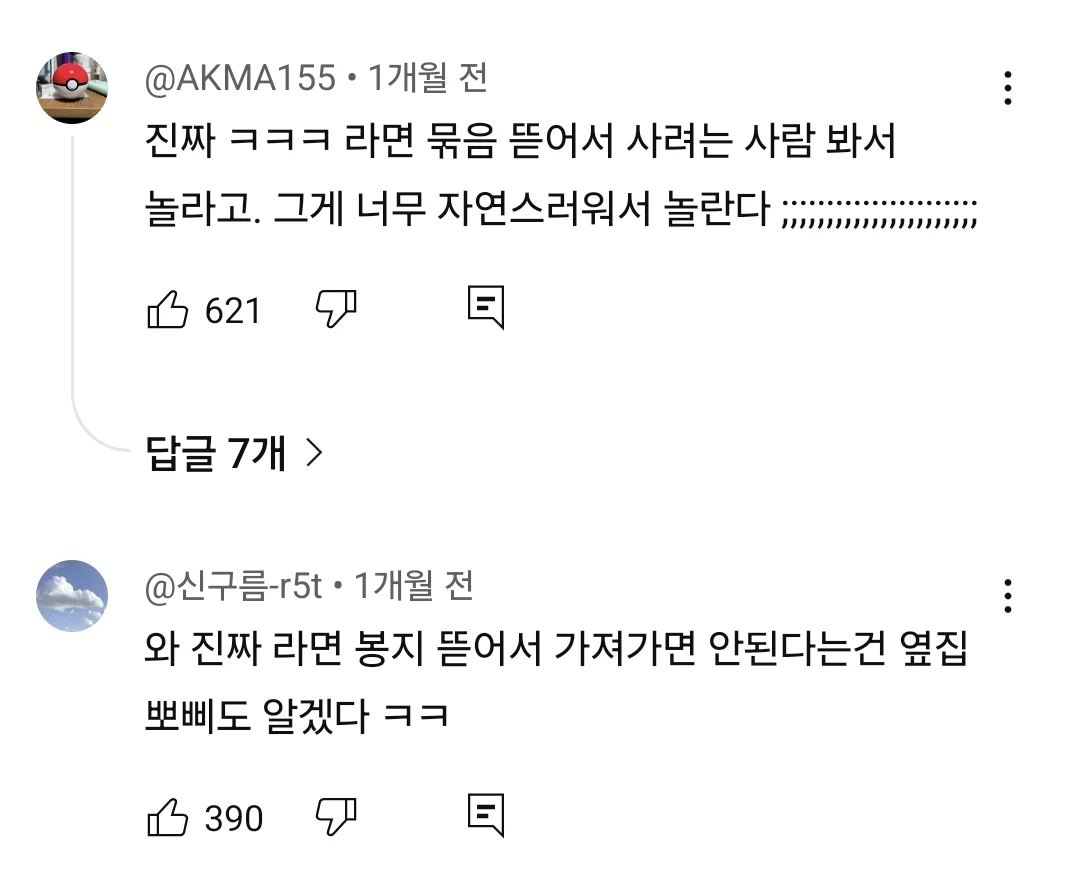 @AKMA155 • 1개월 전
진짜 ㅋㅋㅋ 라면 묶음 뜯어서 사려는 사람 봐서
놀라고. 그게 너무 자연스러워서 놀란다 ;;;;;;;;;;;;;;;;;;;;;;
621
답글 7개 >
@신구름-r5t • 1개월 전
와 진짜 라면 봉지 뜯어서 가져가면 안된다는건 옆집
뽀삐도 알겠다 ㅋㅋ
390